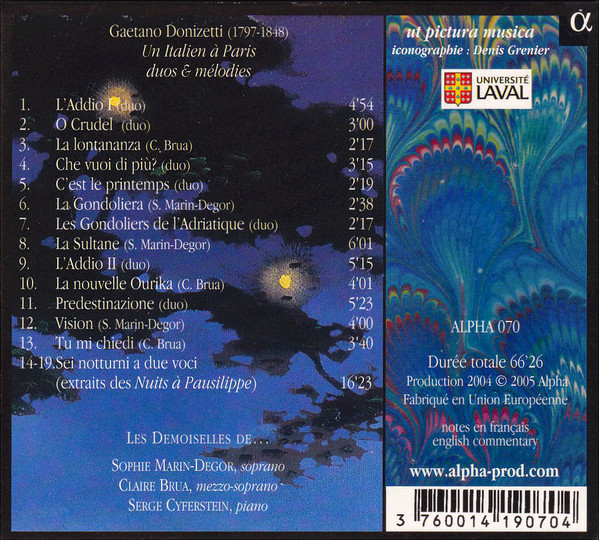 Gaetano Donizetti (1797-1848)
Un Italien à Paris
duos & mélodies
1. L'Addio I (duo) 4'54
2. O Crudel (duo) 3'00
3. La lontananza (C. Brua) 2'17
4. Che vuoi di più? (duo) 3'15
5. C'est le printemps (duo) 2'19
6. La Gondoliera (S. Marin-Degor) 2'38
7. Les Gondoliers de l'Adriatique (duo) 2'17
8. La Sultane (S. Marin-Degor) 6'01
9. L'Addio II (duo) 5'15
10. La nouvelle Ourika (C. Brua) 4'01
11. Predestinazione (duo) 5'23
12. Vision (S. Marin-Degor) 4'00
13. Tu mi chiedi (C. Brua) 3'40
14-19. Sei notturni a due voci
(extraits des Nuits à Pausilippe) 16'23
LES DEMOISELLES DE...
SOPHIE MARIN-DEGOR, soprano
CLAIRE BRUA, mezzo-soprano
SERGE CYFERSTEIN, piano
ut pictura musica
iconographie : Denis Grenier
α
UNIVERSITÉ
LAVAL
ALPHA 070
Durée totale 66'26
Production 2004 © 2005 Alpha
Fabriqué en Union Européenne
notes en français
english commentary
www.alpha-prod.com
3 760014 190704